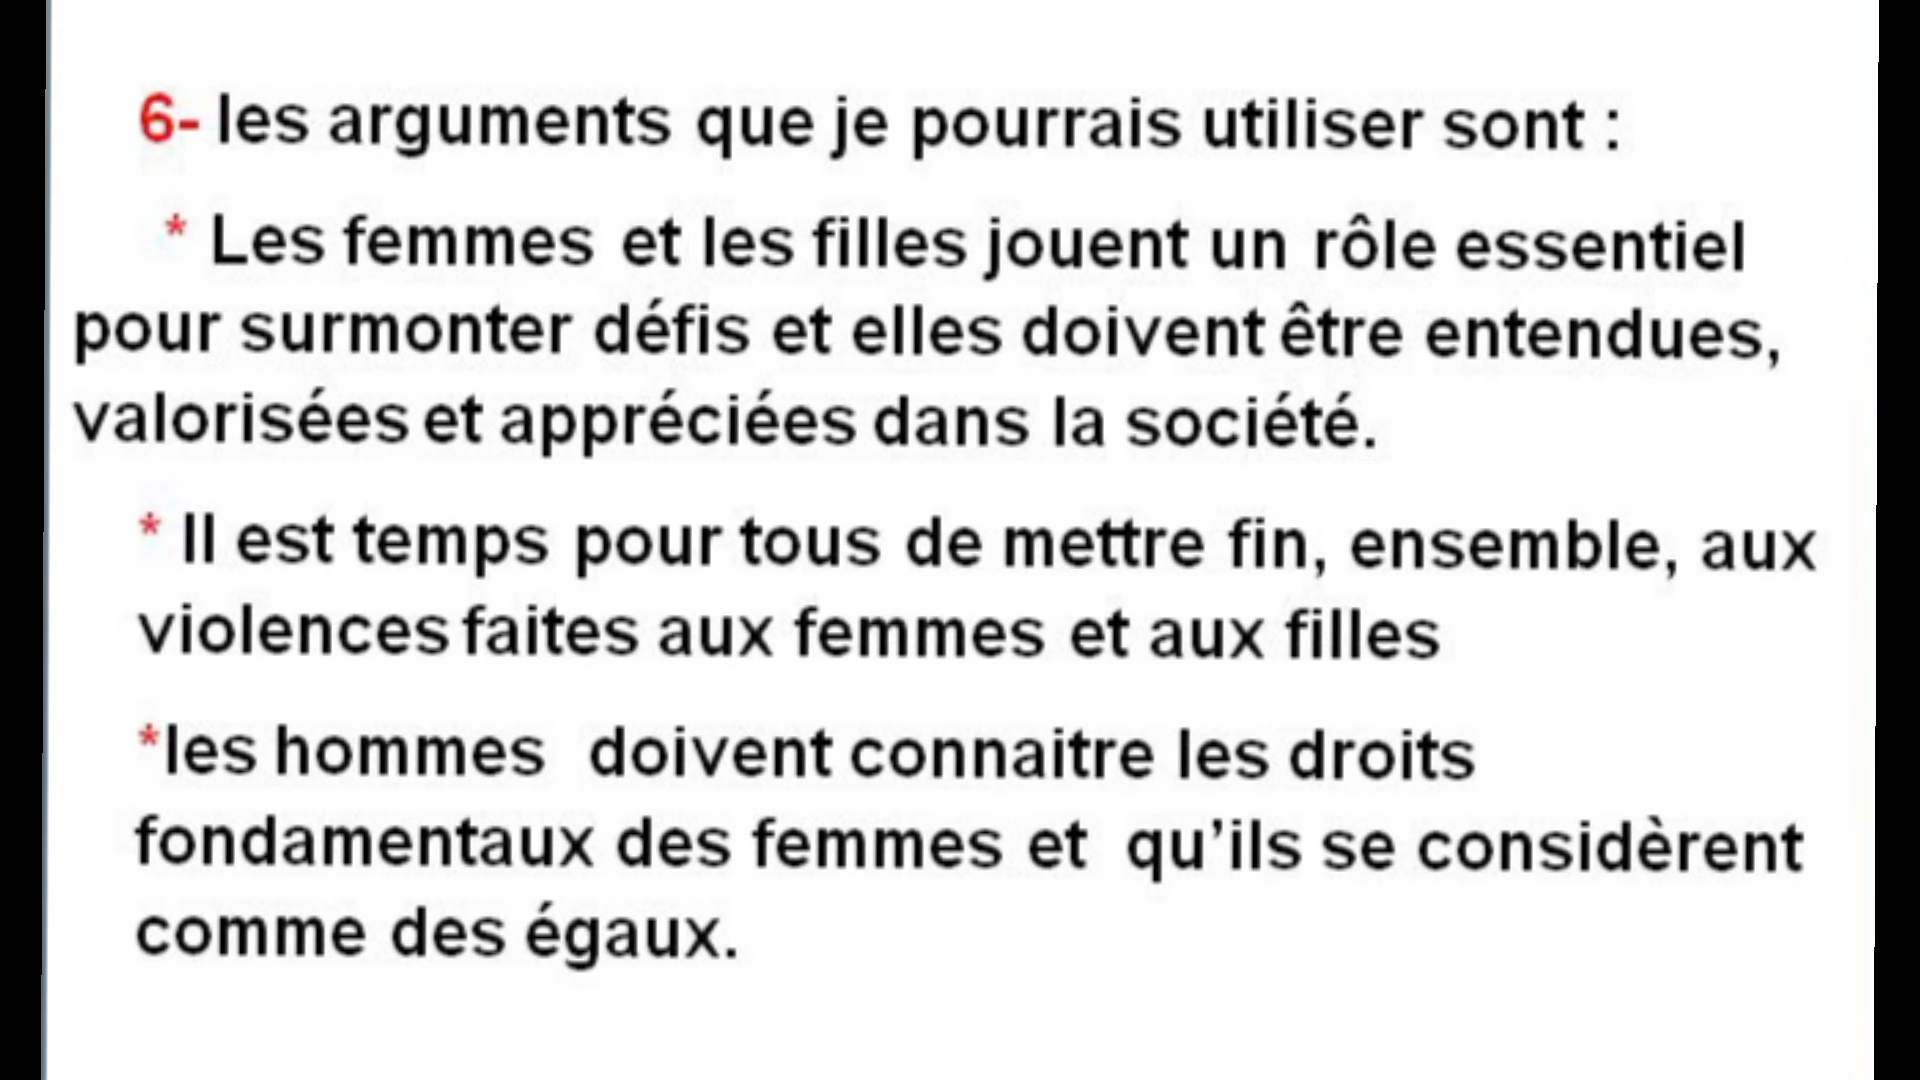 6- les arguments que je pourrais utiliser sont :
* Les femmes et les filles jouent un rôle essentiel
pour surmonter défis et elles doivent être entendues,
valorisées et appréciées dans la société.
* Il est temps pour tous de mettre fin, ensemble, aux
violences faites aux femmes et aux filles
*les hommes doivent connaitre les droits
fondamentaux des femmes et qu’ils se considèrent
comme des égaux.